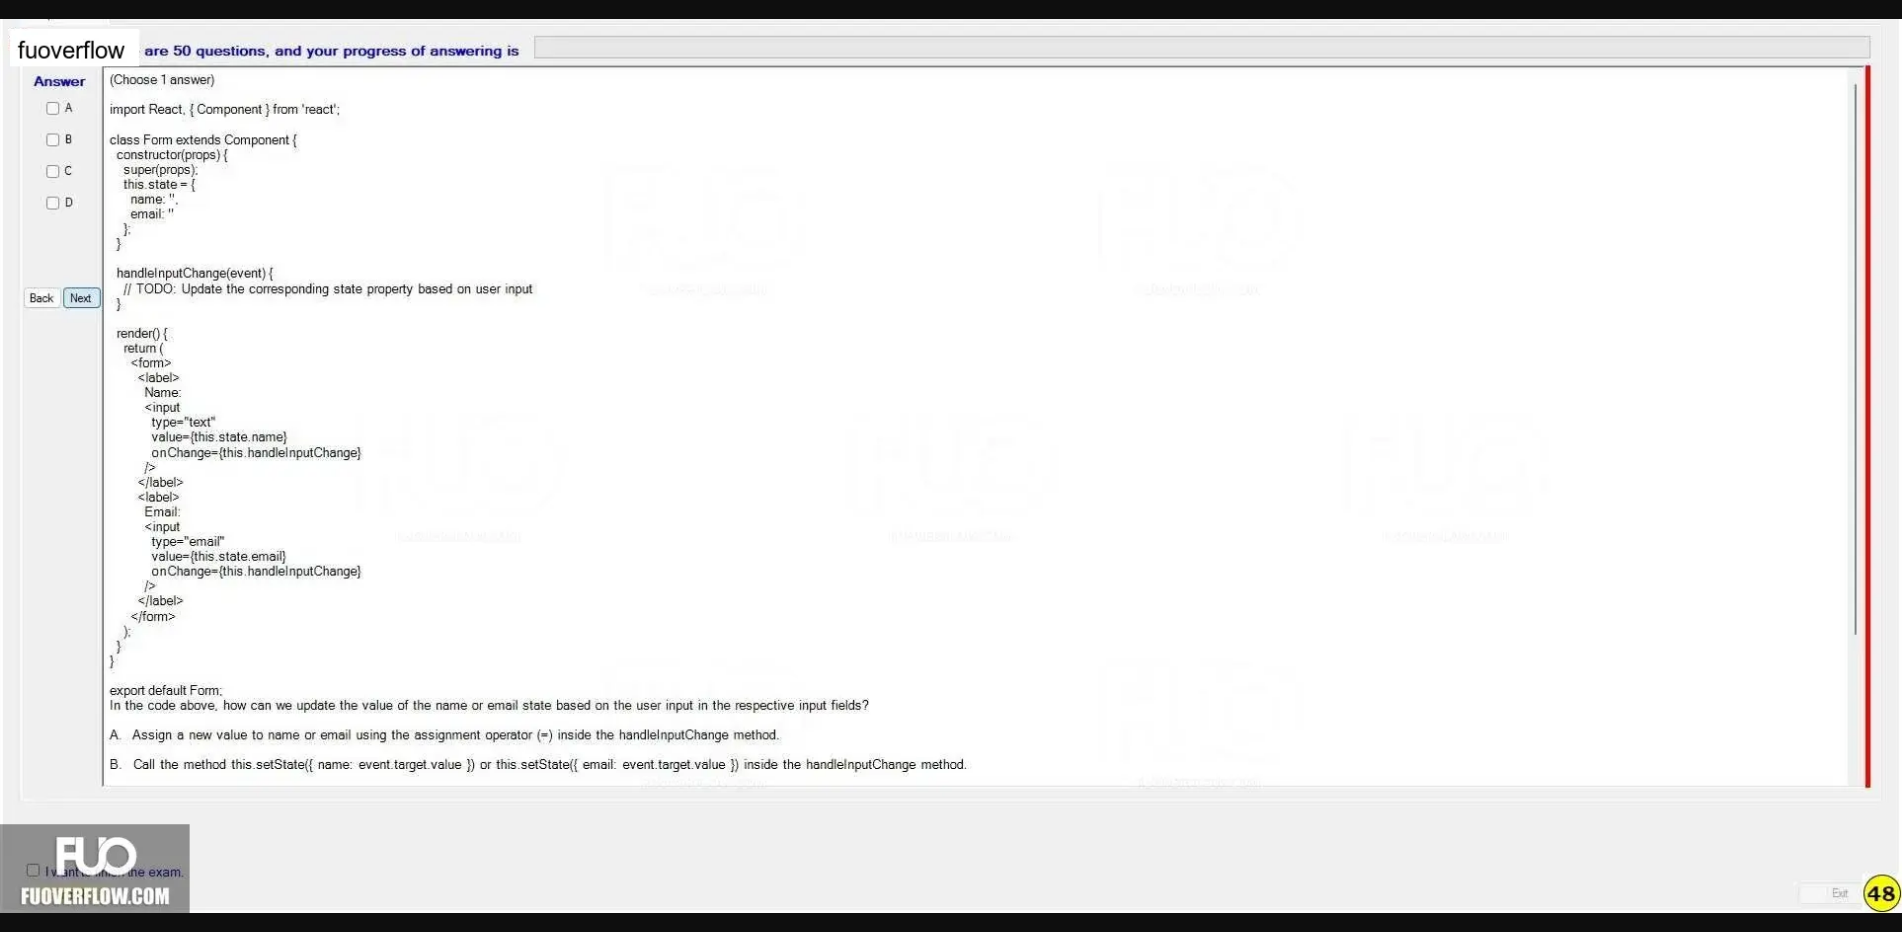 fuoverflow are 50 questions, and your progress of answering is
Answer
A
B
C
D
Back Next
(Choose 1 answer)
import React, { Component } from 'react';
class Form extends Component {
constructor(props) {
super(props);
this.state = {
name: '',
email: ''
};
}
handleInputChange(event) {
// TODO: Update the corresponding state property based on user input
}
render() {
return (
<form>
<label>
Name:
<input
type="text"
value={this.state.name}
onChange={this.handleInputChange}
/>
</label>
<label>
Email:
<input
type="email"
value={this.state.email}
onChange={this.handleInputChange}
/>
</label>
</form>
);
}
}
export default Form;
In the code above, how can we update the value of the name or email state based on the user input in the respective input fields?
A. Assign a new value to name or email using the assignment operator (=) inside the handleInputChange method.
B. Call the method this.setState({ name: event.target.value }) or this.setState({ email: event.target.value }) inside the handleInputChange method.
FUO
I want to finish the exam.
FUOVERFLOW.COM
Exit
48